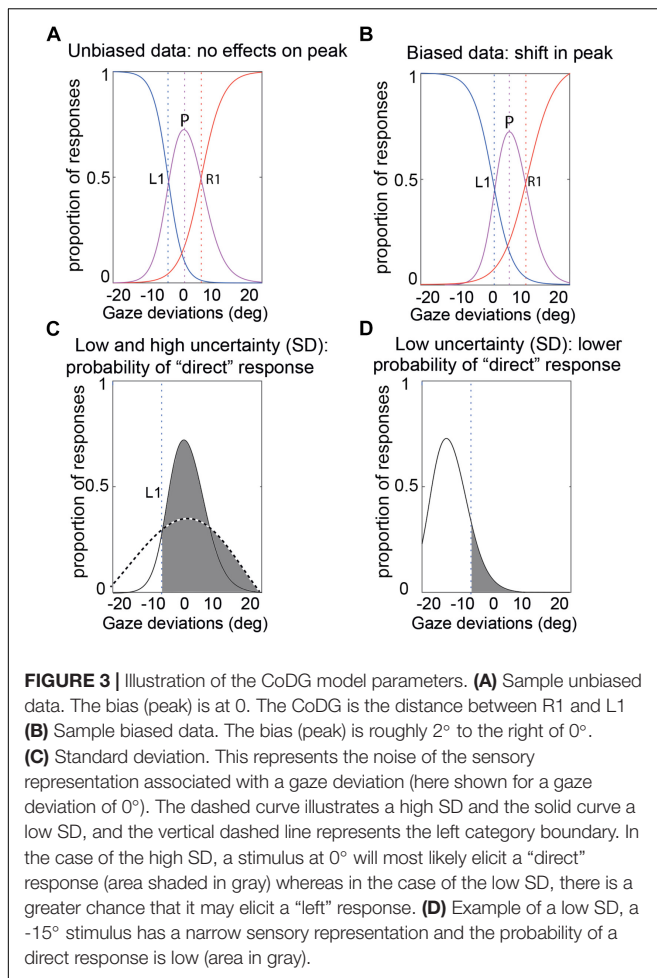 A
Unbiased data: no effects on peak
proportion of responses
1
0.5
0
P
L1
R1
-20 -10 0 10 20
Gaze deviations (deg)
B
Biased data: shift in peak
proportion of responses
1
0.5
0
P
L1
R1
-20 -10 0 10 20
Gaze deviations (deg)
C
Low and high uncertainty (SD):
probability of “direct” response
proportion of responses
1
0.5
0
L1
-20 -10 0 10 20
Gaze deviations (deg)
D
Low uncertainty (SD): lower
probability of “direct” response
proportion of responses
1
0.5
0
-20 -10 0 10 20
Gaze deviations (deg)
FIGURE 3 | Illustration of the CoDG model parameters. (A) Sample unbiased
data. The bias (peak) is at 0. The CoDG is the distance between R1 and L1
(B) Sample biased data. The bias (peak) is roughly 2° to the right of 0°.
(C) Standard deviation. This represents the noise of the sensory
representation associated with a gaze deviation (here shown for a gaze
deviation of 0°). The dashed curve illustrates a high SD and the solid curve a
low SD, and the vertical dashed line represents the left category boundary. In
the case of the high SD, a stimulus at 0° will most likely elicit a “direct”
response (area shaded in gray) whereas in the case of the low SD, there is a
greater chance that it may elicit a “left” response. (D) Example of a low SD, a
-15° stimulus has a narrow sensory representation and the probability of a
direct response is low (area in gray).